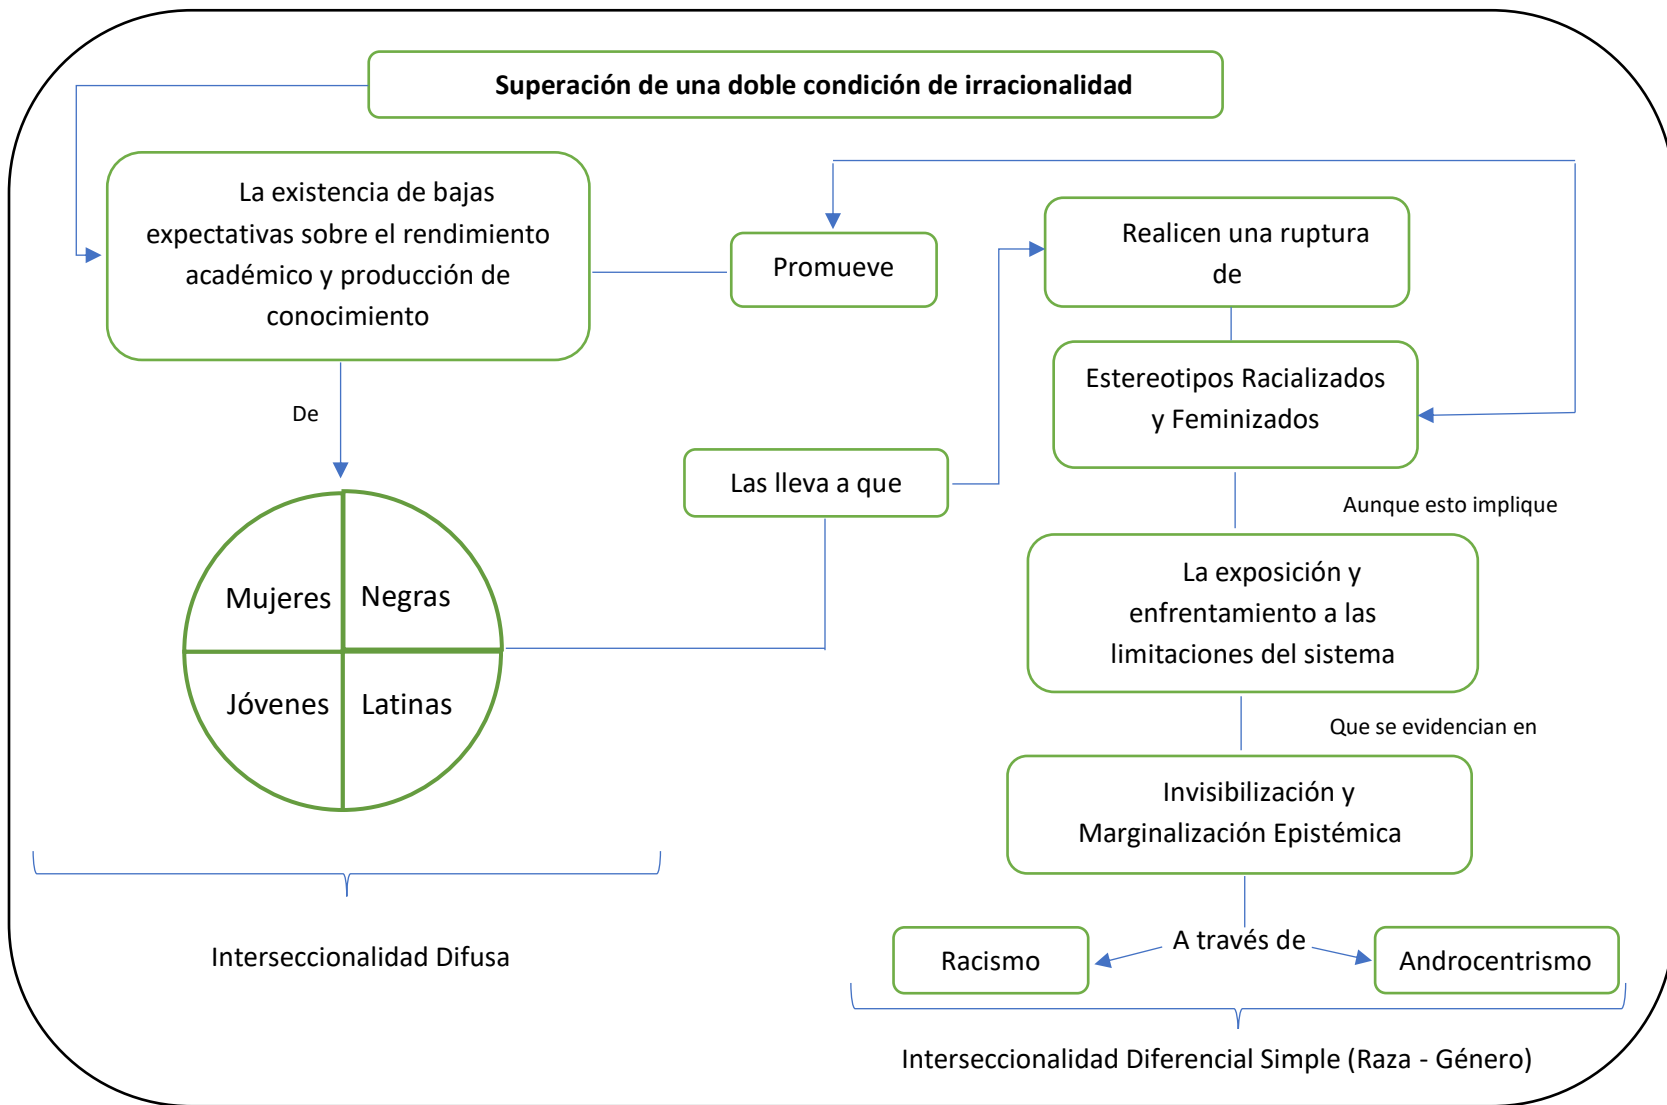 Superación de una doble condición de irracionalidad
La existencia de bajas
expectativas sobre el rendimiento
académico y producción de
conocimiento
Promueve
Realicen una ruptura
de
Estereotipos Racializados
y Feminizados
De
Las lleva a que
Aunque esto implique
Mujeres
Negras
Jóvenes
Latinas
La exposición y
enfrentamiento a las
limitaciones del sistema
Que se evidencian en
Invisibilización y
Marginalización Epistémica
A través de
Racismo
Androcentrismo
Interseccionalidad Difusa
Interseccionalidad Diferencial Simple (Raza - Género)